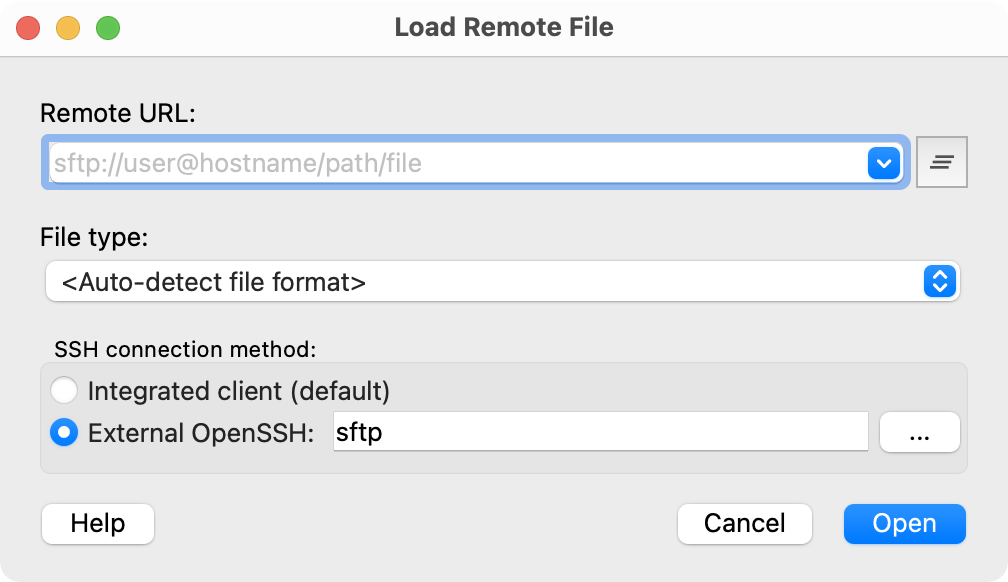 Load Remote File
Remote URL:
sftp://user@hostname/path/file
File type:
<Auto-detect file format>
SSH connection method:
Integrated client (default)
External OpenSSH: sftp ...
Help Cancel Open